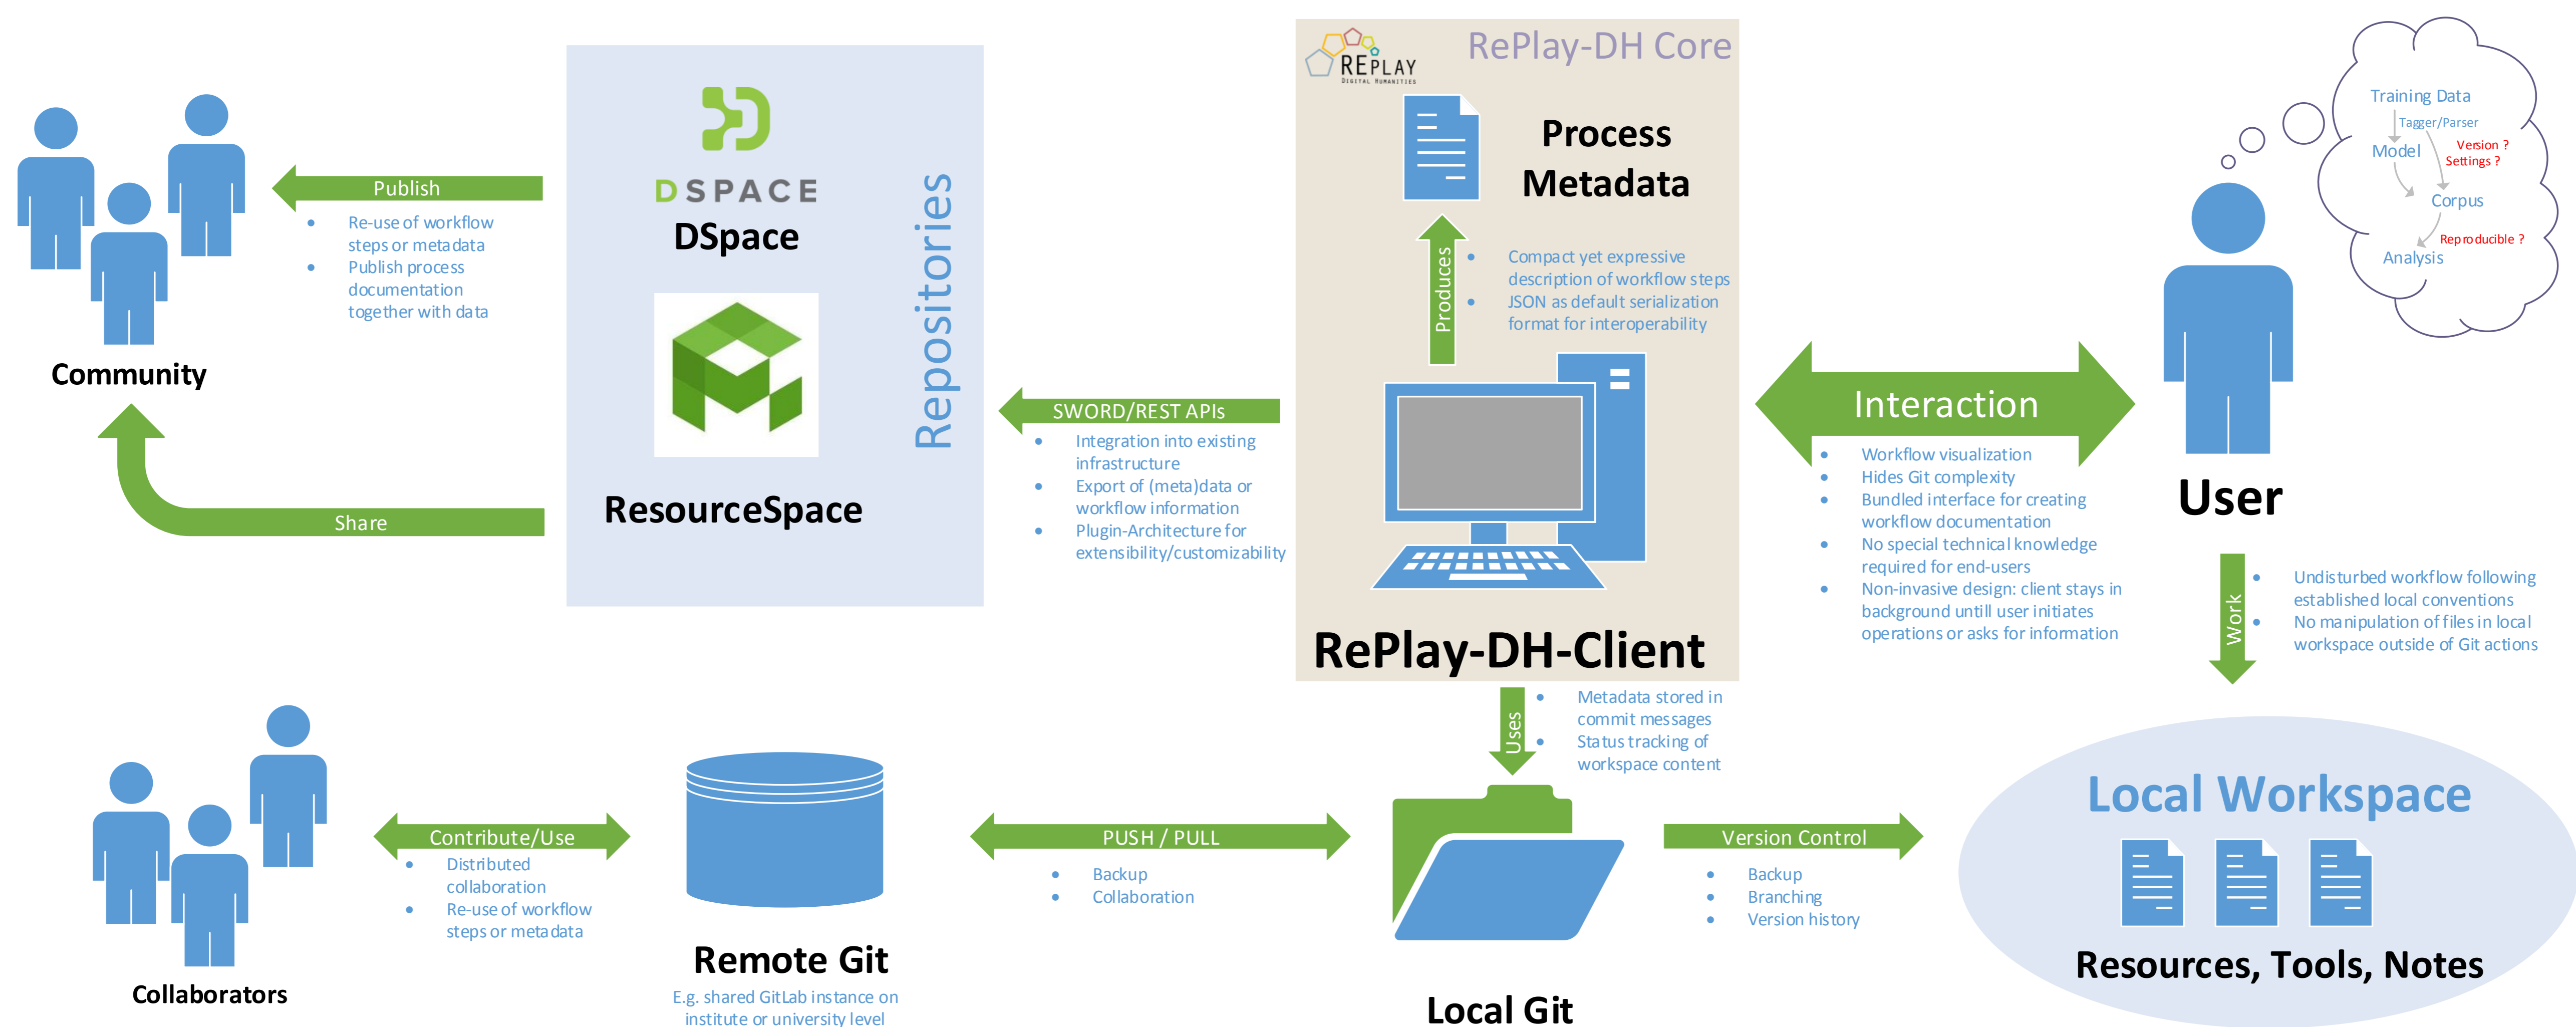 REPLAY
DIGITAL HUMANITIES
RePlay-DH Core
Process
Metadata
Produces
• Compact yet expressive
description of workflow steps
• JSON as default serialization
format for interoperability
RePlay-DH-Client
Training Data
Tagger/Parser
Model
Version ?
Settings ?
Corpus
Reproducible ?
Analysis
DSPACE
DSpace
ResourceSpace
Repositories
Publish
• Re-use of workflow
steps or metadata
• Publish process
documentation
together with data
Community
Share
SWORD/REST APIs
• Integration into existing
infrastructure
• Export of (meta)data or
workflow information
• Plugin-Architecture for
extensibility/customizability
Interaction
• Workflow visualization
• Hides Git complexity
• Bundled interface for creating
workflow documentation
• No special technical knowledge
required for end-users
• Non-invasive design: client stays in
background untill user initiates
operations or asks for information
User
Work
• Undisturbed workflow following
established local conventions
• No manipulation of files in local
workspace outside of Git actions
Uses
• Metadata stored in
commit messages
• Status tracking of
workspace content
Collaborators
Contribute/Use
• Distributed
collaboration
• Re-use of workflow
steps or metadata
Remote Git
E.g. shared GitLab instance on
institute or university level
PUSH / PULL
• Backup
• Collaboration
Local Git
Version Control
• Backup
• Branching
• Version history
Local Workspace
Resources, Tools, Notes